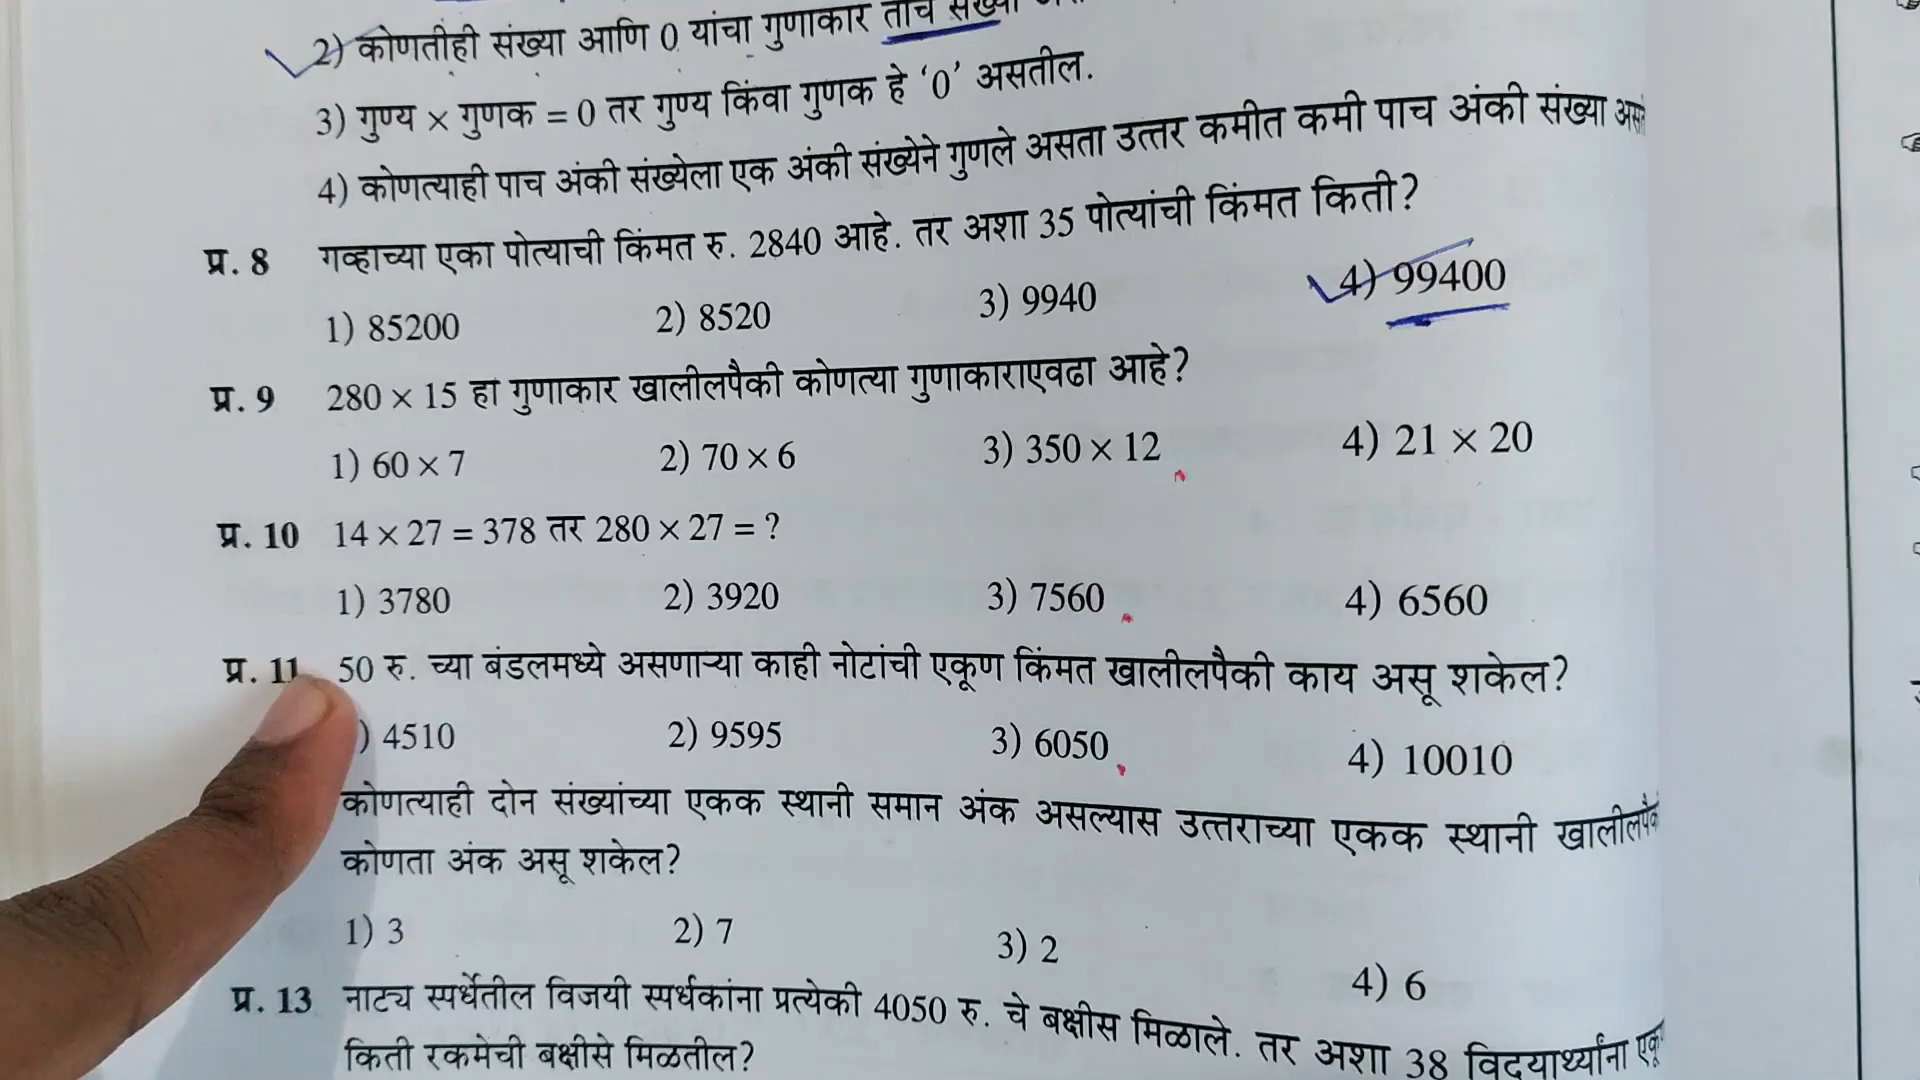 2) कोणतीही संख्या आणि 0 यांचा गुणाकार तीच संख्या
3) गुण्य × गुणक = 0 तर गुण्य किंवा गुणक हे ‘0’ असतील.
4) कोणत्याही पाच अंकी संख्येला एक अंकी संख्येने गुणले असता उत्तर कमीत कमी पाच अंकी संख्या
प्र. 8 गव्हाच्या एका पोत्याची किंमत रु. 2840 आहे. तर अशा 35 पोत्यांची किंमत किती?
1) 85200 2) 8520 3) 9940 4) 99400
प्र. 9 280 × 15 हा गुणाकार खालीलपैकी कोणत्या गुणाकाराएवढा आहे?
1) 60 × 7 2) 70 × 6 3) 350 × 12 4) 21 × 20
प्र. 10 14 × 27 = 378 तर 280 × 27 = ?
1) 3780 2) 3920 3) 7560 4) 6560
प्र. 11 50 रु. च्या बंडलमध्ये असणाऱ्या काही नोटांची एकूण किंमत खालीलपैकी काय असू शकेल?
) 4510 2) 9595 3) 6050 4) 10010
कोणत्याही दोन संख्यांच्या एकक स्थानी समान अंक असल्यास उत्तराच्या एकक स्थानी खालीलपैकी
कोणता अंक असू शकेल?
1) 3 2) 7 3) 2 4) 6
प्र. 13 नाट्य स्पर्धेतील विजयी स्पर्धकांना प्रत्येकी 4050 रु. चे बक्षीस मिळाले. तर अशा 38 विदयार्थ्यांना
किती रकमेची बक्षीसे मिळतील?